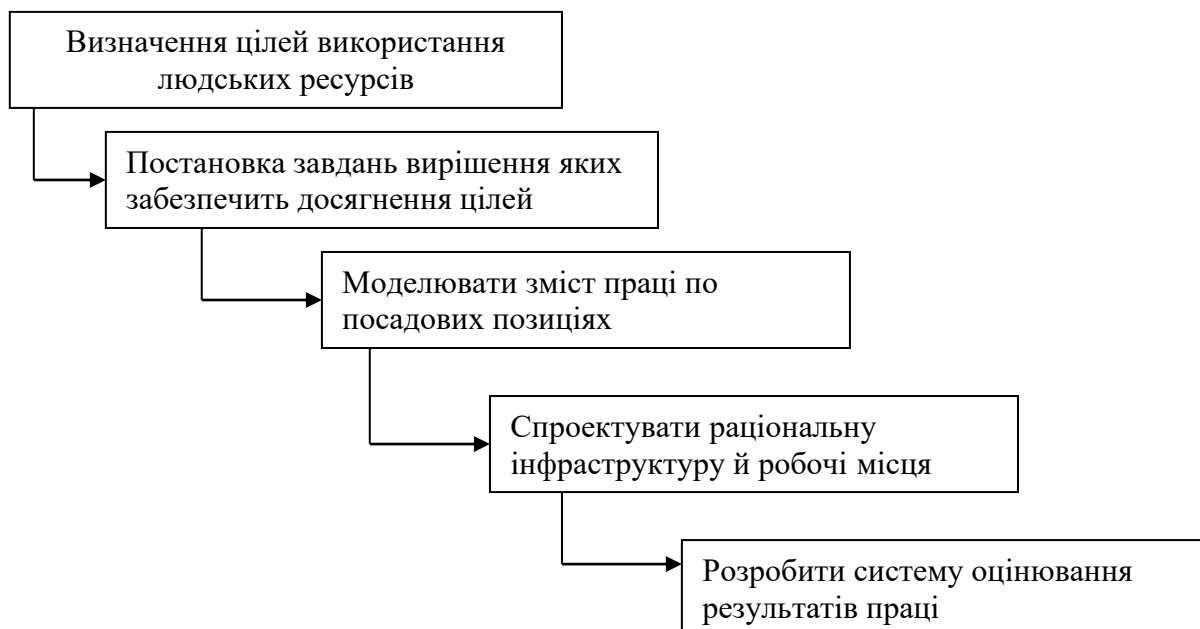 Визначення цілей використання
людських ресурсів
Постановка завдань вирішення яких
забезпечить досягнення цілей
Моделювати зміст праці по
посадових позиціях
Спроектувати раціональну
інфраструктуру й робочі місця
Розробити систему оцінювання
результатів праці